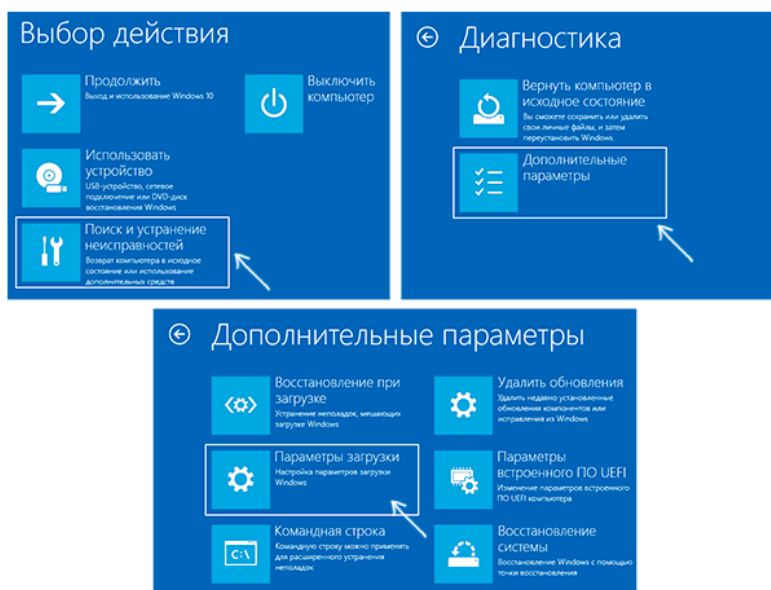 Выбор действия
Продолжить
Выход и использование Windows 10
Выключить
компьютер
Использовать
устройство
USB-устройство, сетевое
подключение или DVD-диск
восстановления Windows
Поиск и устранение
неисправностей
Возврат компьютера в исходное
состояние или использование
дополнительных средств
Диагностика
Вернуть компьютер в
исходное состояние
Вы сможете сохранить или удалить
свои личные файлы, и затем
переустановить Windows.
Дополнительные
параметры
Дополнительные параметры
Восстановление при
загрузке
Устранение неполадок, мешающих
загрузке Windows
Удалить обновления
Удалить недавно установленные
обновления компонентов или
исправления из Windows
Параметры загрузки
Настройка параметров загрузки
Windows
Параметры
встроенного ПО UEFI
Изменение параметров встроенного
ПО UEFI компьютера
C:\
Командная строка
Командную строку можно применять
для расширенного устранения
неполадок
Восстановление
системы
Восстановление Windows с помощью
точки восстановления